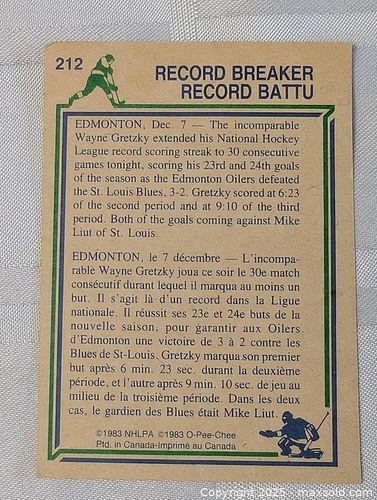 212
RECORD BREAKER
RECORD BATTU
EDMONTON, Dec. 7 — The incomparable
Wayne Gretzky extended his National Hockey
League record scoring streak to 30 consecutive
games tonight, scoring his 23rd and 24th goals
of the season as the Edmonton Oilers defeated
the St. Louis Blues, 3-2. Gretzky scored at 6:23
of the second period and at 9:10 of the third
period. Both of the goals coming against Mike
Liut of St. Louis.
EDMONTON, le 7 décembre — L'incompa-
rable Wayne Gretzky joua ce soir le 30e match
consécutif durant lequel il marqua au moins un
but. Il s'agit là d'un record dans la Ligue
nationale. Il réussit ses 23e et 24e buts de la
nouvelle saison, pour garantir aux Oilers
d'Edmonton une victoire de 3 à 2 contre les
Blues de St-Louis. Gretzky marqua son premier
but après 6 min. 23 sec. durant la deuxième
période, et l'autre après 9 min. 10 sec. de jeu au
milieu de la troisième période. Dans les deux
cas, le gardien des Blues était Mike Liut.
©1983 NHLPA ©1983 O-Pee-Chee
Ptd. in Canada-Imprimé au Canada
Copyright 2025 - maxsold.com